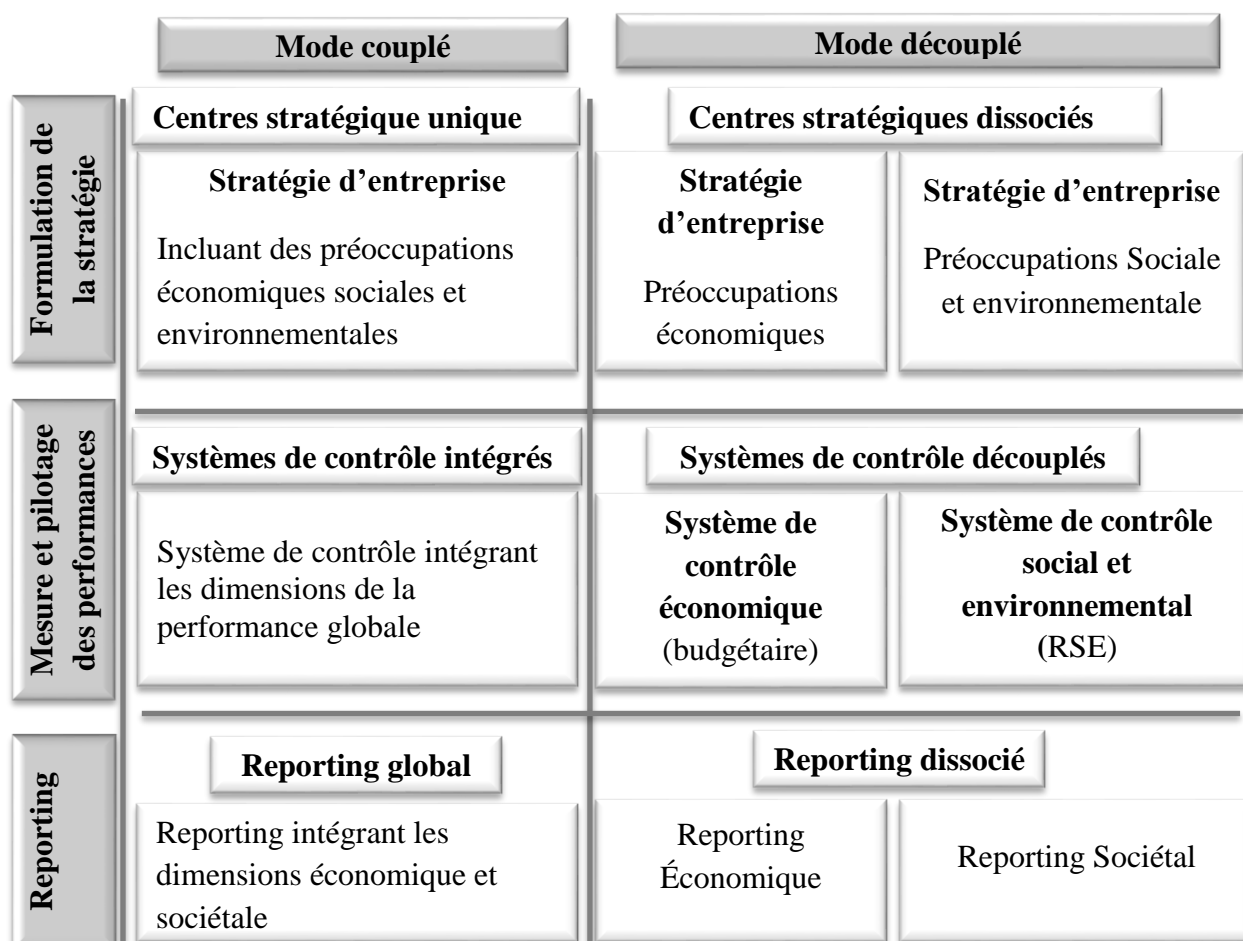 Mode couplé
Mode découplé
Formulation de
la stratégie
Centres stratégique unique
Stratégie d’entreprise
Incluant des préoccupations
économiques sociales et
environnementales
Centres stratégiques dissociés
Stratégie
d’entreprise
Préoccupations
économiques
Stratégie d’entreprise
Préoccupations Sociale
et environnementale
Mesure et pilotage
des performances
Systèmes de contrôle intégrés
Système de contrôle intégrant
les dimensions de la
performance globale
Systèmes de contrôle découplés
Système de
contrôle
économique
(budgétaire)
Système de contrôle
social et
environnemental
(RSE)
Reporting
Reporting global
Reporting intégrant les
dimensions économique et
sociétale
Reporting dissocié
Reporting
Économique
Reporting Sociétal